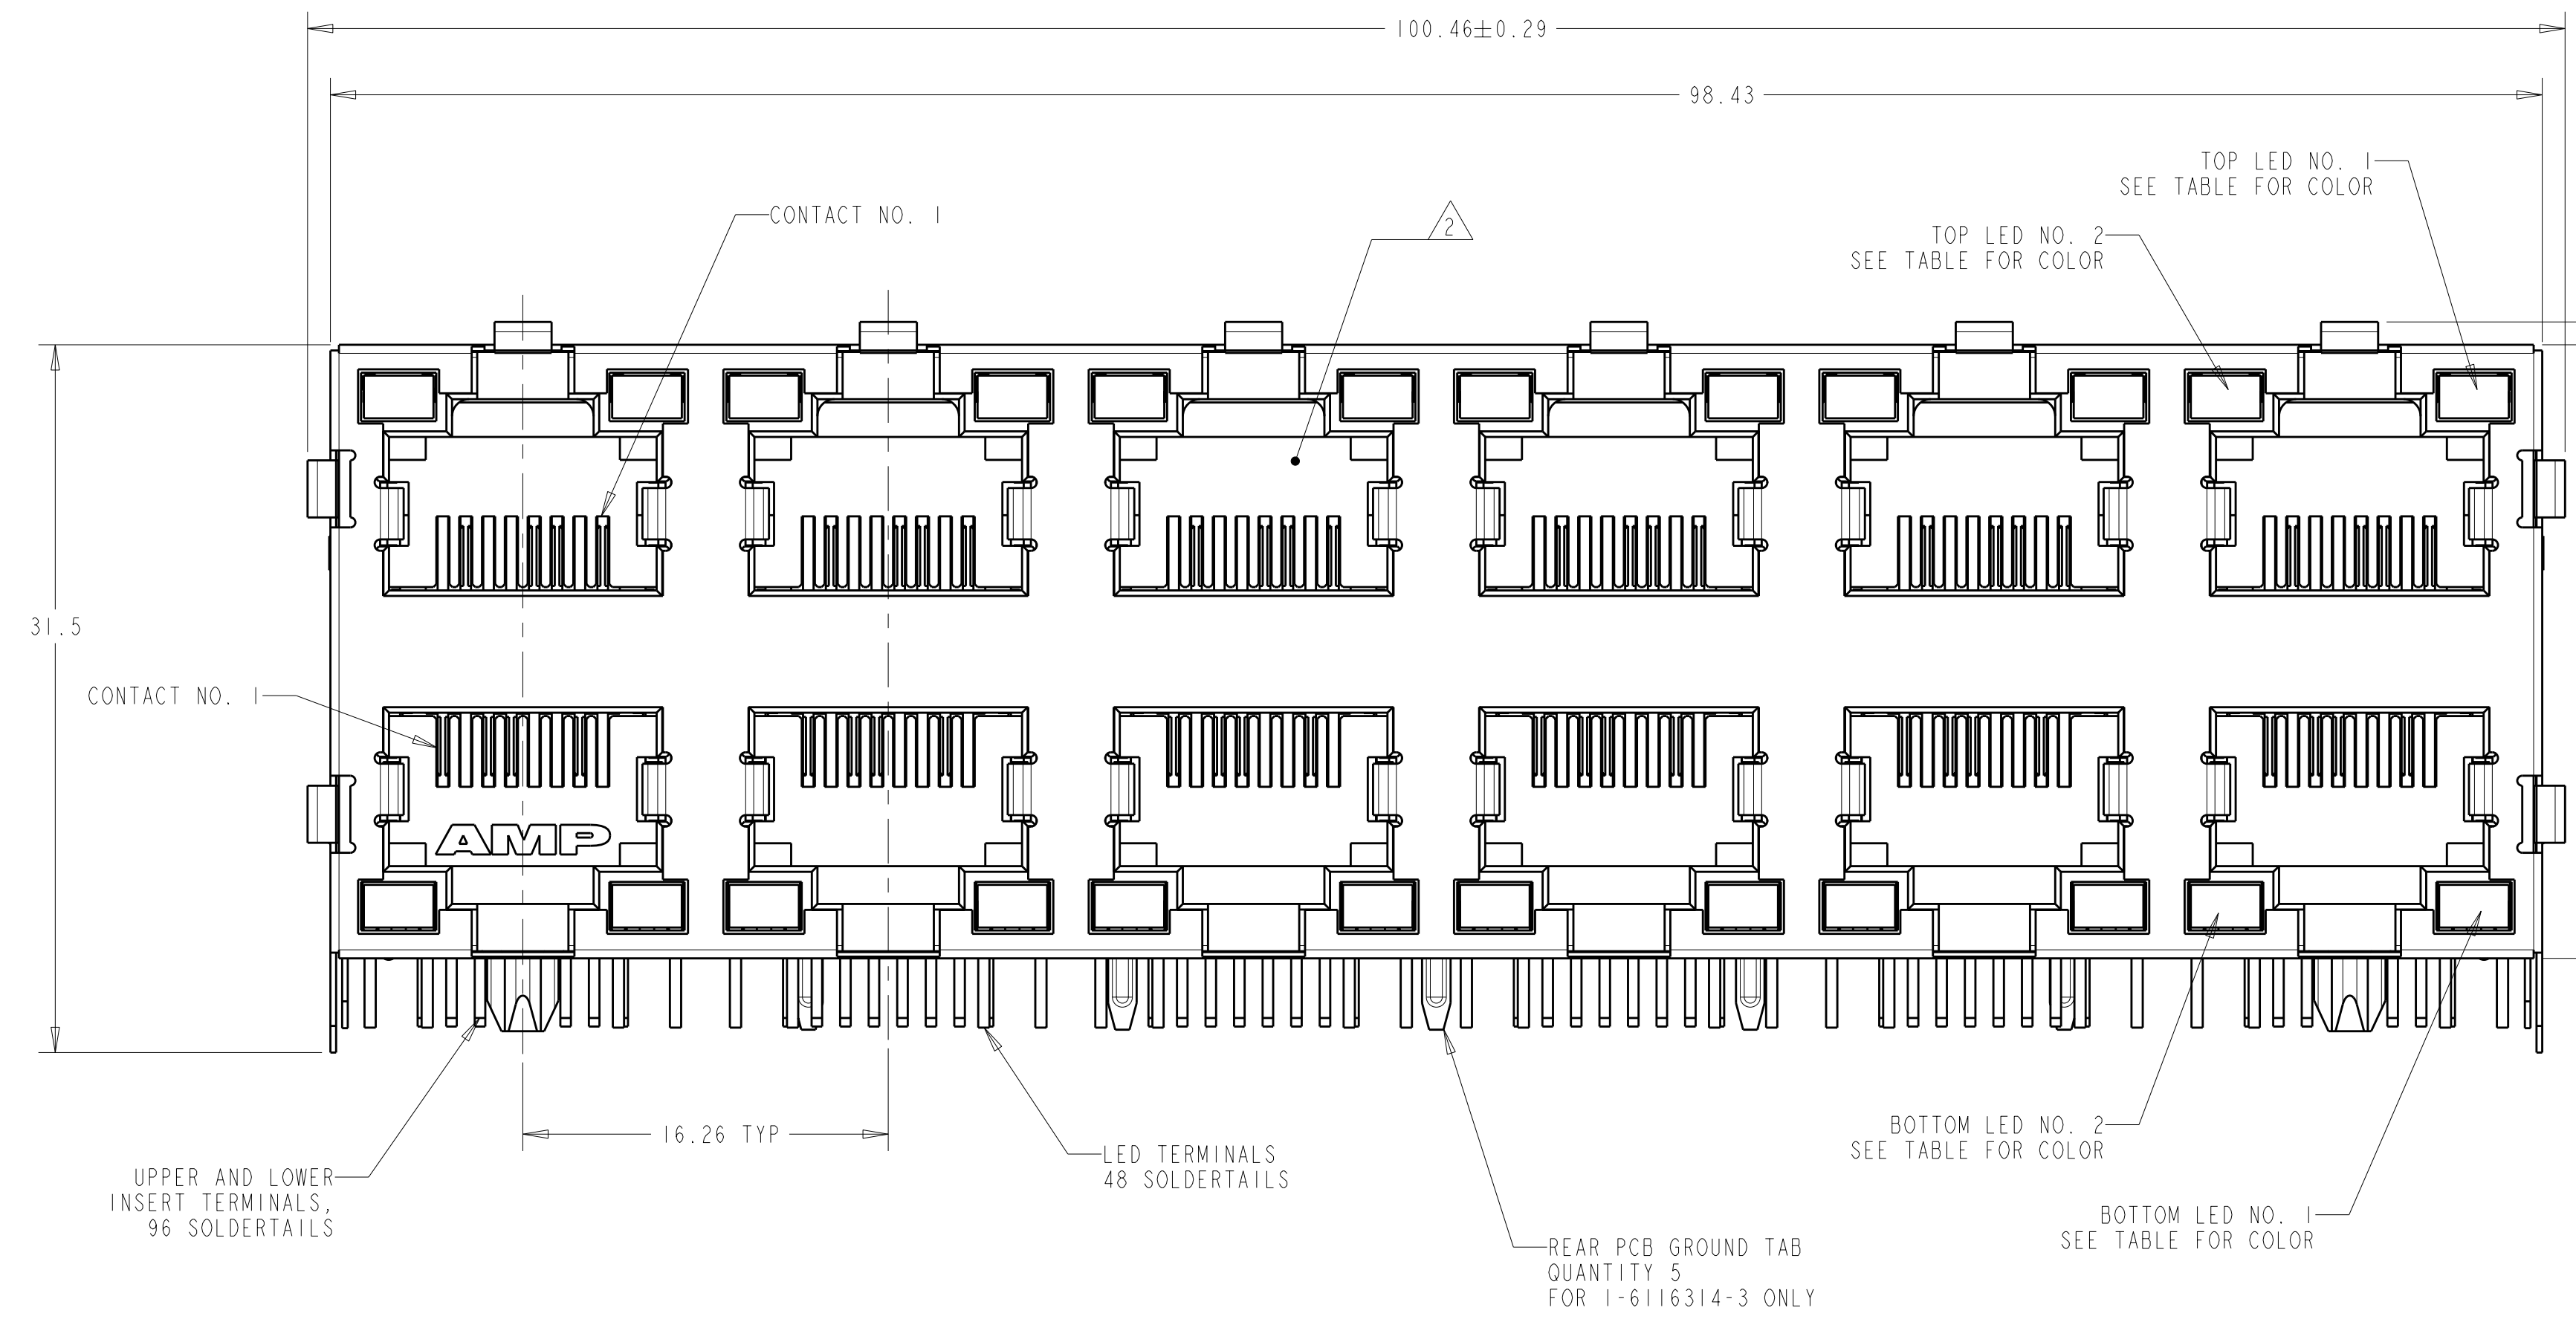 100.46±0.29
98.43
TOP LED NO. 1
SEE TABLE FOR COLOR
CONTACT NO. 1
2
TOP LED NO. 2
SEE TABLE FOR COLOR
31.5
CONTACT NO. 1
AMP
16.26 TYP
BOTTOM LED NO. 2
SEE TABLE FOR COLOR
LED TERMINALS
48 SOLDERTAILS
UPPER AND LOWER
INSERT TERMINALS,
96 SOLDERTAILS
BOTTOM LED NO. 1
SEE TABLE FOR COLOR
REAR PCB GROUND TAB
QUANTITY 5
FOR 1-6116314-3 ONLY